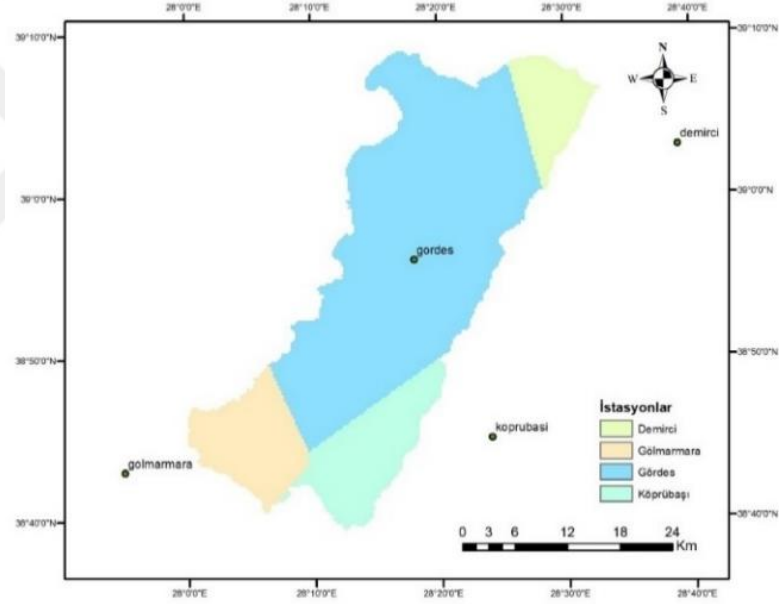 28°0'0"E 28°10'0"E 28°20'0"E 28°30'0"E 28°40'0"E
39°10'0"N 39°10'0"N
N
W E
S
demirci
39°0'0"N 39°0'0"N
gordes
38°50'0"N 38°50'0"N
İstasyonlar
Demirci
Gölmarmara
Gördes
Köprübaşı
koprubasi
golmarmara
38°40'0"N 38°40'0"N
0 3 6 12 18 24
Km
28°0'0"E 28°10'0"E 28°20'0"E 28°30'0"E 28°40'0"E